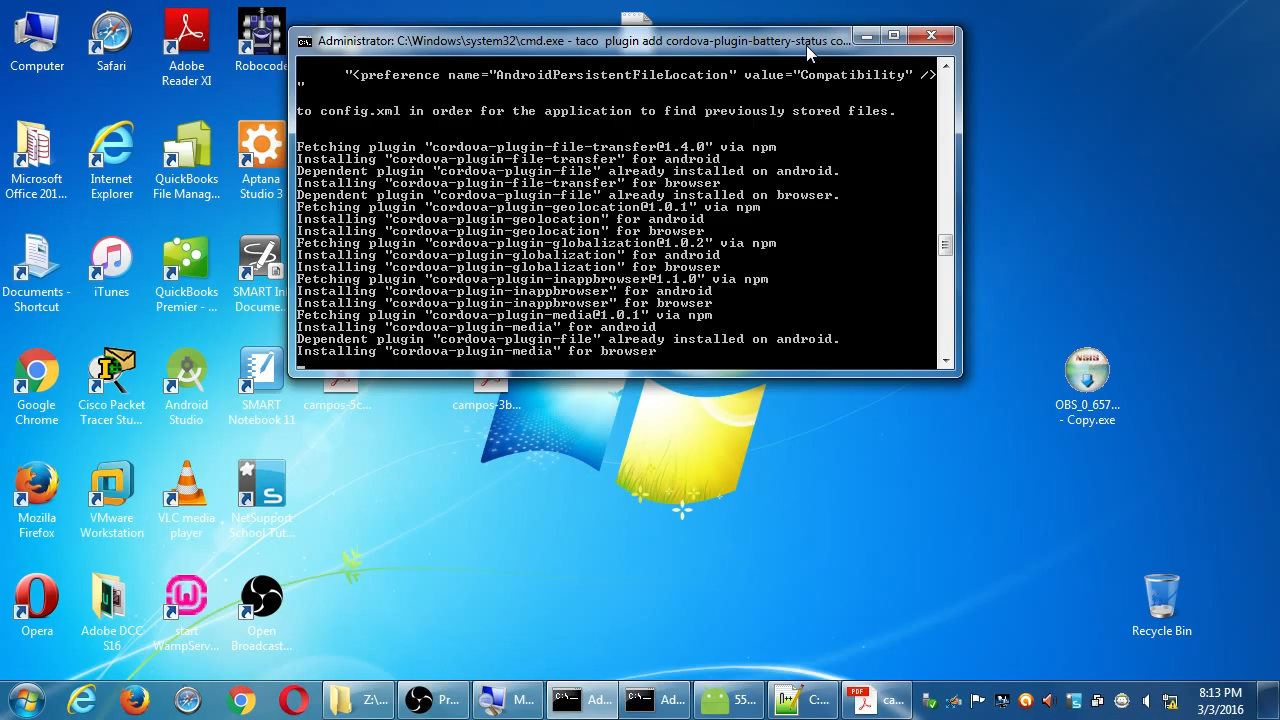 Administrator: C:\Windows\system32\cmd.exe - taco  plugin add cordova-plugin-battery-status co...
"<preference name="AndroidPersistentFileLocation" value="Compatibility" />
"
to config.xml in order for the application to find previously stored files.
Fetching plugin "cordova-plugin-file-transfer@1.4.0" via npm
Installing "cordova-plugin-file-transfer" for android
Dependent plugin "cordova-plugin-file" already installed on android.
Installing "cordova-plugin-file-transfer" for browser
Dependent plugin "cordova-plugin-file" already installed on browser.
Fetching plugin "cordova-plugin-geolocation@1.0.1" via npm
Installing "cordova-plugin-geolocation" for android
Installing "cordova-plugin-geolocation" for browser
Fetching plugin "cordova-plugin-globalization@1.0.2" via npm
Installing "cordova-plugin-globalization" for android
Installing "cordova-plugin-globalization" for browser
Fetching plugin "cordova-plugin-inappbrowser@1.1.0" via npm
Installing "cordova-plugin-inappbrowser" for android
Installing "cordova-plugin-inappbrowser" for browser
Fetching plugin "cordova-plugin-media@1.0.1" via npm
Installing "cordova-plugin-media" for android
Dependent plugin "cordova-plugin-file" already installed on android.
Installing "cordova-plugin-media" for browser
Computer
Safari
Adobe
Reader XI
Robocode
Microsoft
Office 201...
Internet
Explorer
QuickBooks
File Manag...
Aptana
Studio 3
Documents -
Shortcut
iTunes
QuickBooks
Premier - ...
SMART In
Docume...
Google
Chrome
Cisco Packet
Tracer Stu...
Android
Studio
SMART
Notebook 11
campos-5c...
campos-3b...
NSIS
OBS_0_657...
- Copy.exe
Mozilla
Firefox
VMware
Workstation
VLC media
player
NetSupport
School Tut...
Opera
Adobe DCC
S16
start
WampServ...
Open
Broadcast...
Recycle Bin
Z:\...
Pr...
M...
Ad...
Ad...
55...
C:...
PDF
ca...
8:13 PM
3/3/2016